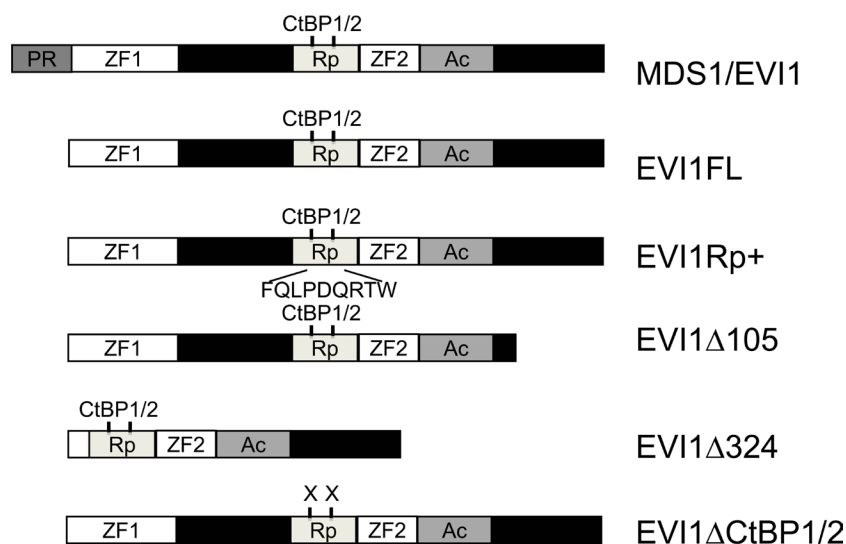 CtBP1/2
PR ZF1 Rp ZF2 Ac
MDS1/EVI1
CtBP1/2
ZF1 Rp ZF2 Ac
EVI1FL
CtBP1/2
ZF1 Rp ZF2 Ac
EVI1Rp+
FQLPDQRTW
CtBP1/2
ZF1 Rp ZF2 Ac
EVI1Δ105
CtBP1/2
Rp ZF2 Ac
EVI1Δ324
X X
ZF1 Rp ZF2 Ac
EVI1ΔCtBP1/2